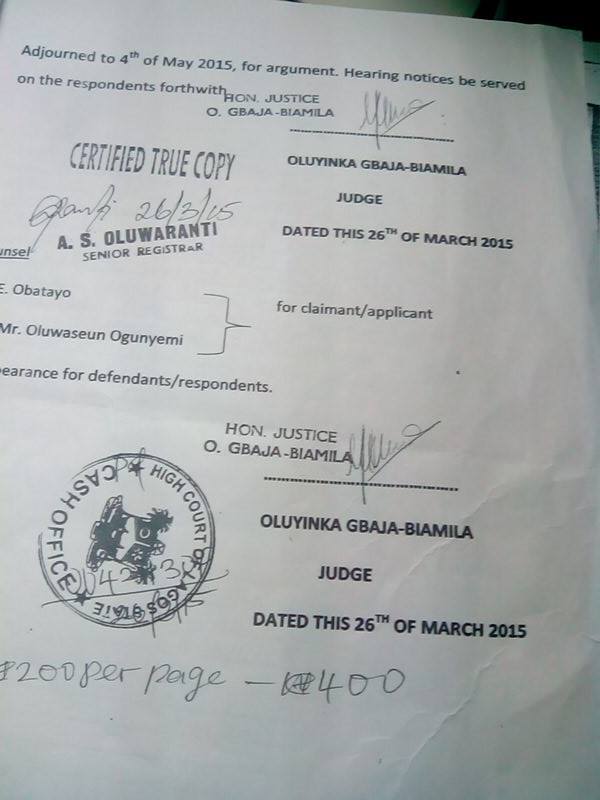 Adjourned to 4th of May 2015, for argument. Hearing notices be served
on the respondents forthwith
HON. JUSTICE
O. GBAJA-BIAMILA
OLUYINKA GBAJA-BIAMILA
JUDGE
DATED THIS 26TH OF MARCH 2015
CERTIFIED TRUE COPY
26/3/15
A. S. OLUWARANTI
SENIOR REGISTRAR
unsel
E. Obatayo
Mr. Oluwaseun Ogunyemi
for claimant/applicant
pearance for defendants/respondents.
HON. JUSTICE
O. GBAJA-BIAMILA
OLUYINKA GBAJA-BIAMILA
JUDGE
DATED THIS 26TH OF MARCH 2015
HIGH COURT OF LAGOS STATE
CASH OFFICE
₦200 per page - ₦400